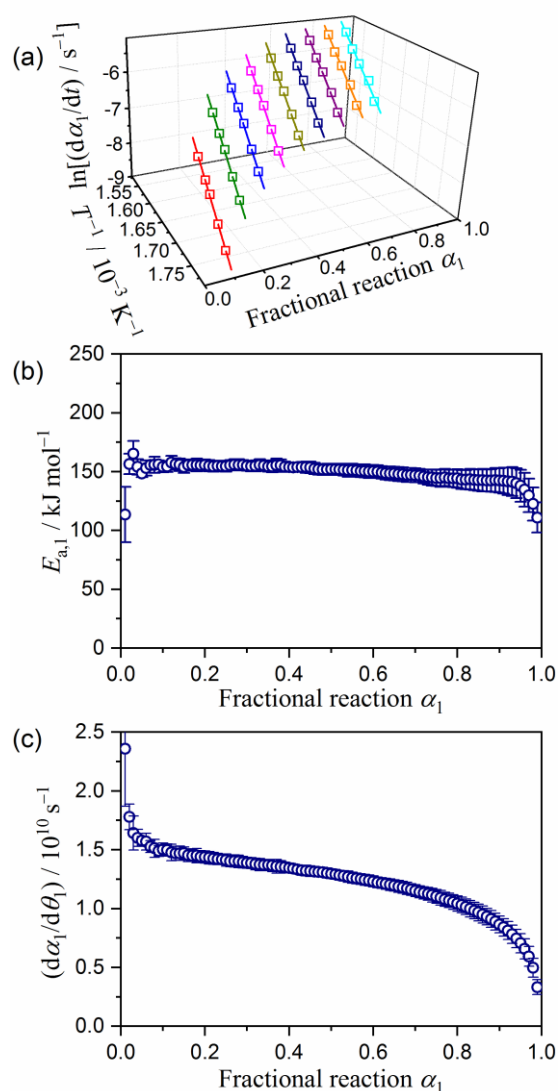 (a)
ln[(dα₁/dt) / s⁻¹]
-6
-7
-8
-9
1.55
1.60
1.65
1.70
1.75
T⁻¹ / 10⁻³ K⁻¹
0.0
0.2
0.4
0.6
0.8
1.0
Fractional reaction α₁
(b)
Eₐ,₁ / kJ mol⁻¹
250
200
150
100
50
0
0.0 0.2 0.4 0.6 0.8 1.0
Fractional reaction α₁
(c)
(dα₁/dθ₁) / 10¹⁰ s⁻¹
2.5
2.0
1.5
1.0
0.5
0.0
0.0 0.2 0.4 0.6 0.8 1.0
Fractional reaction α₁